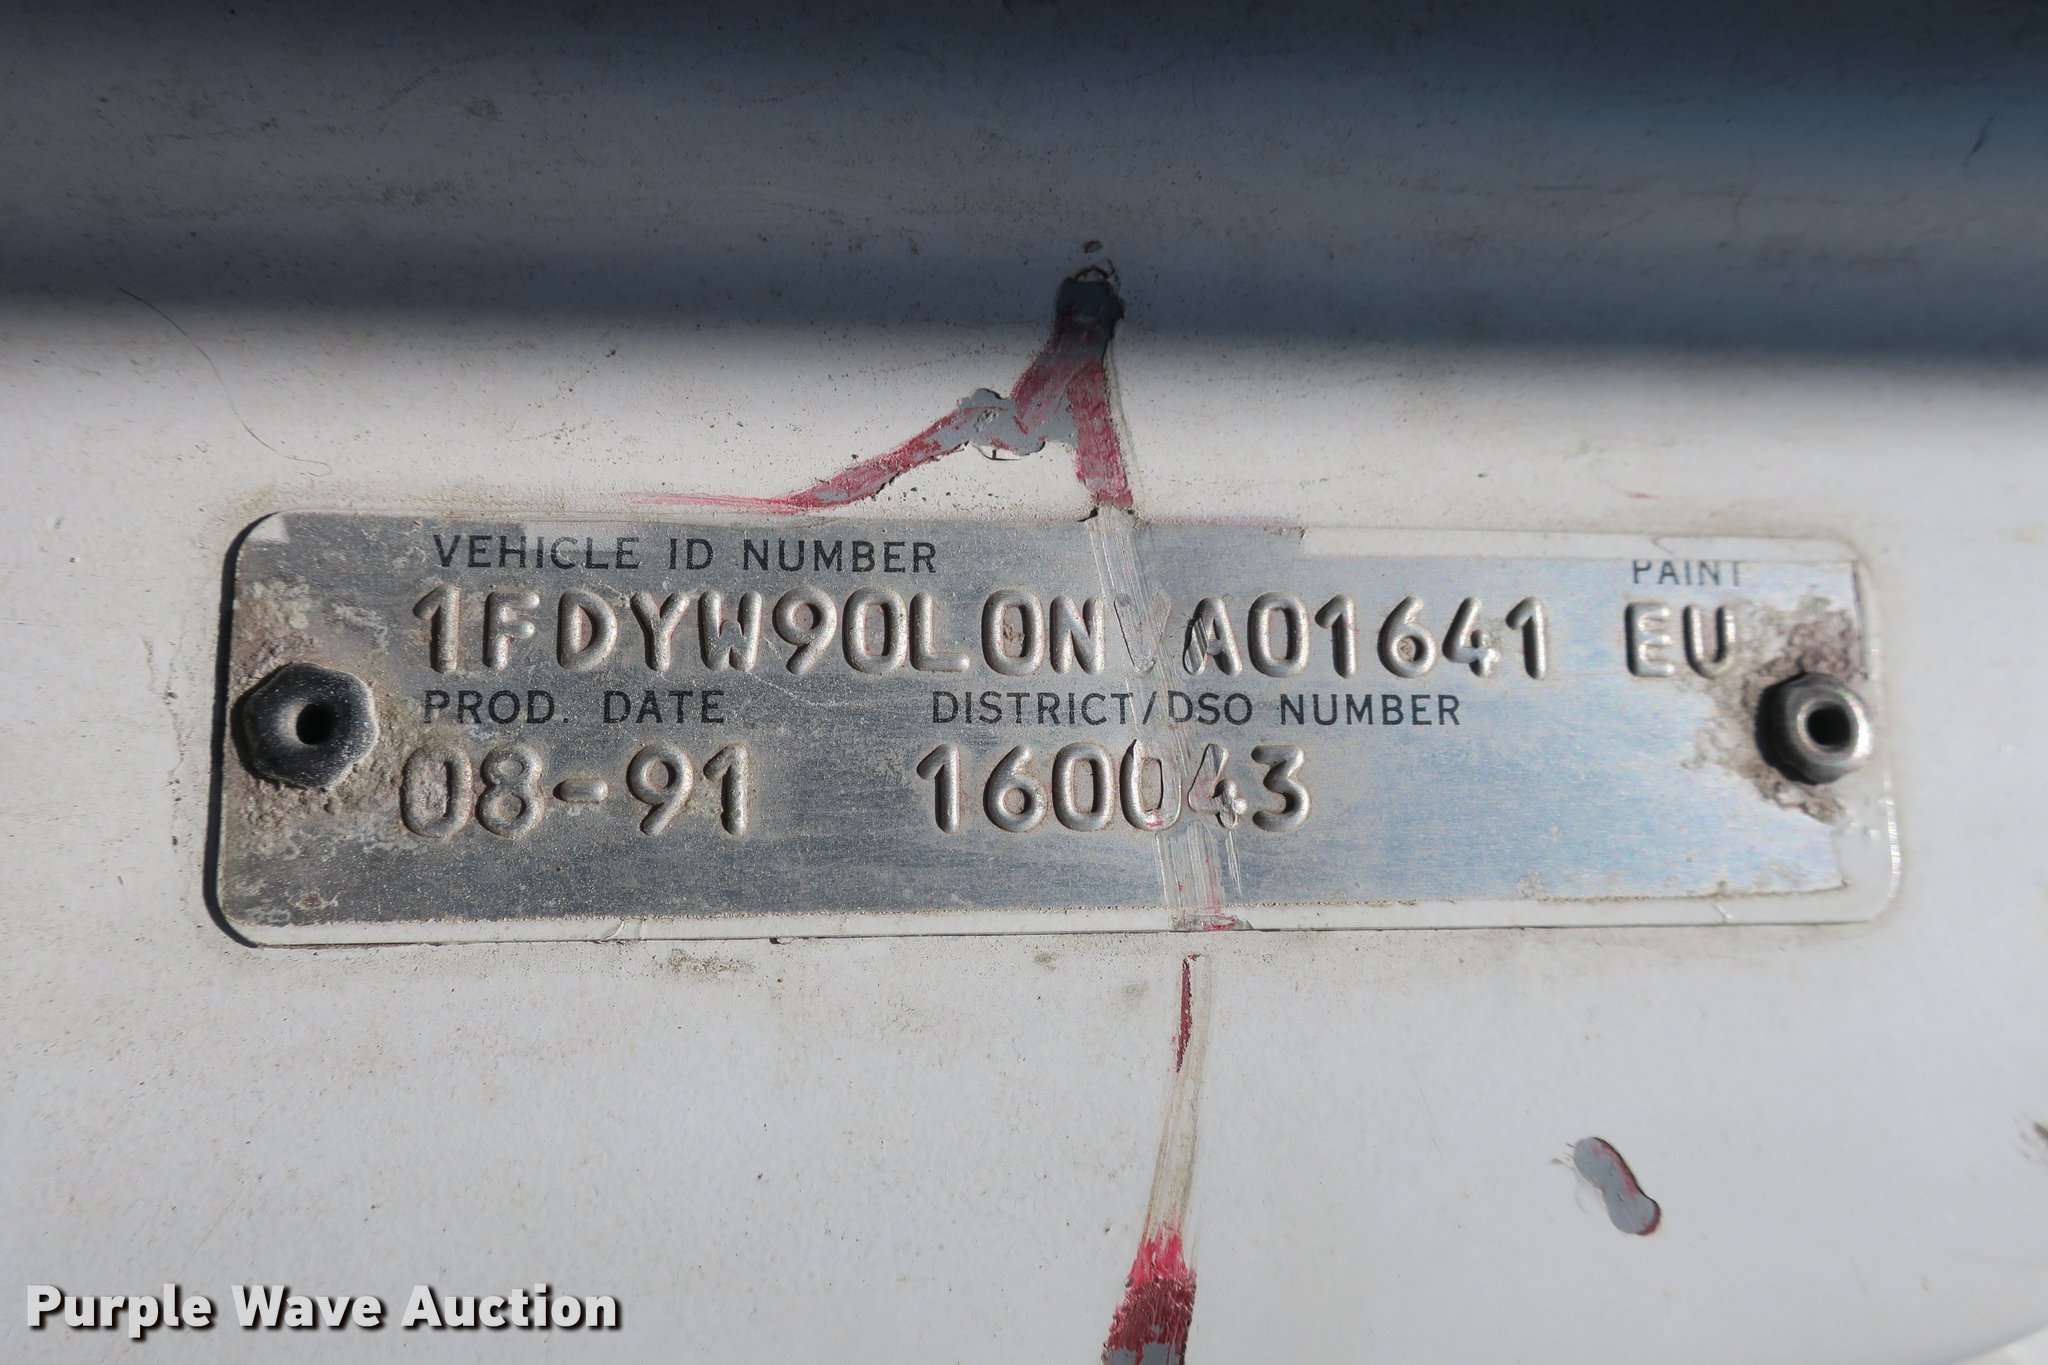 VEHICLE ID NUMBER PAINT
1FDYW90L0NVA01641 EU
PROD. DATE DISTRICT/DSO NUMBER
08-91 160043
Purple Wave Auction